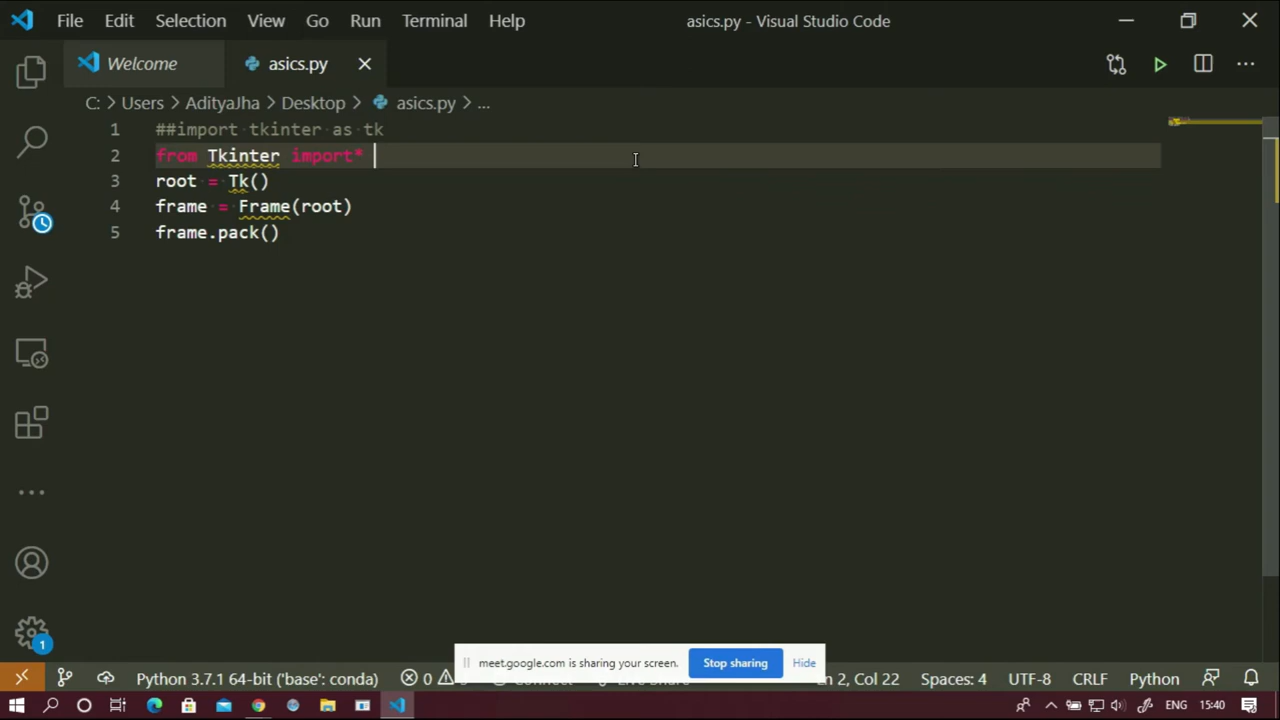 File Edit Selection View Go Run Terminal Help asics.py - Visual Studio Code
Welcome asics.py
C: > Users > AdityaJha > Desktop > asics.py > ...
1 ##import tkinter as tk
2 from Tkinter import*
3 root = Tk()
4 frame = Frame(root)
5 frame.pack()
1
meet.google.com is sharing your screen. Stop sharing Hide
Python 3.7.1 64-bit ('base': conda) 0 Ln 2, Col 22 Spaces: 4 UTF-8 CRLF Python
ENG 15:40